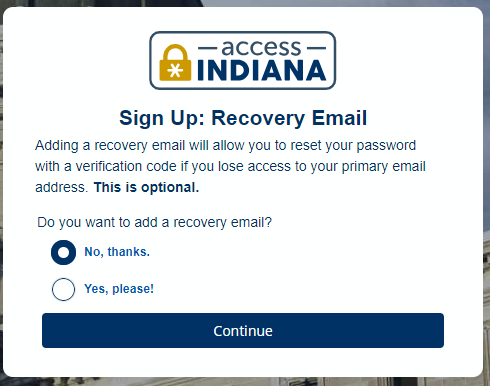 access
INDIANA
Sign Up: Recovery Email
Adding a recovery email will allow you to reset your password
with a verification code if you lose access to your primary email
address. This is optional.
Do you want to add a recovery email?
No, thanks.
Yes, please!
Continue